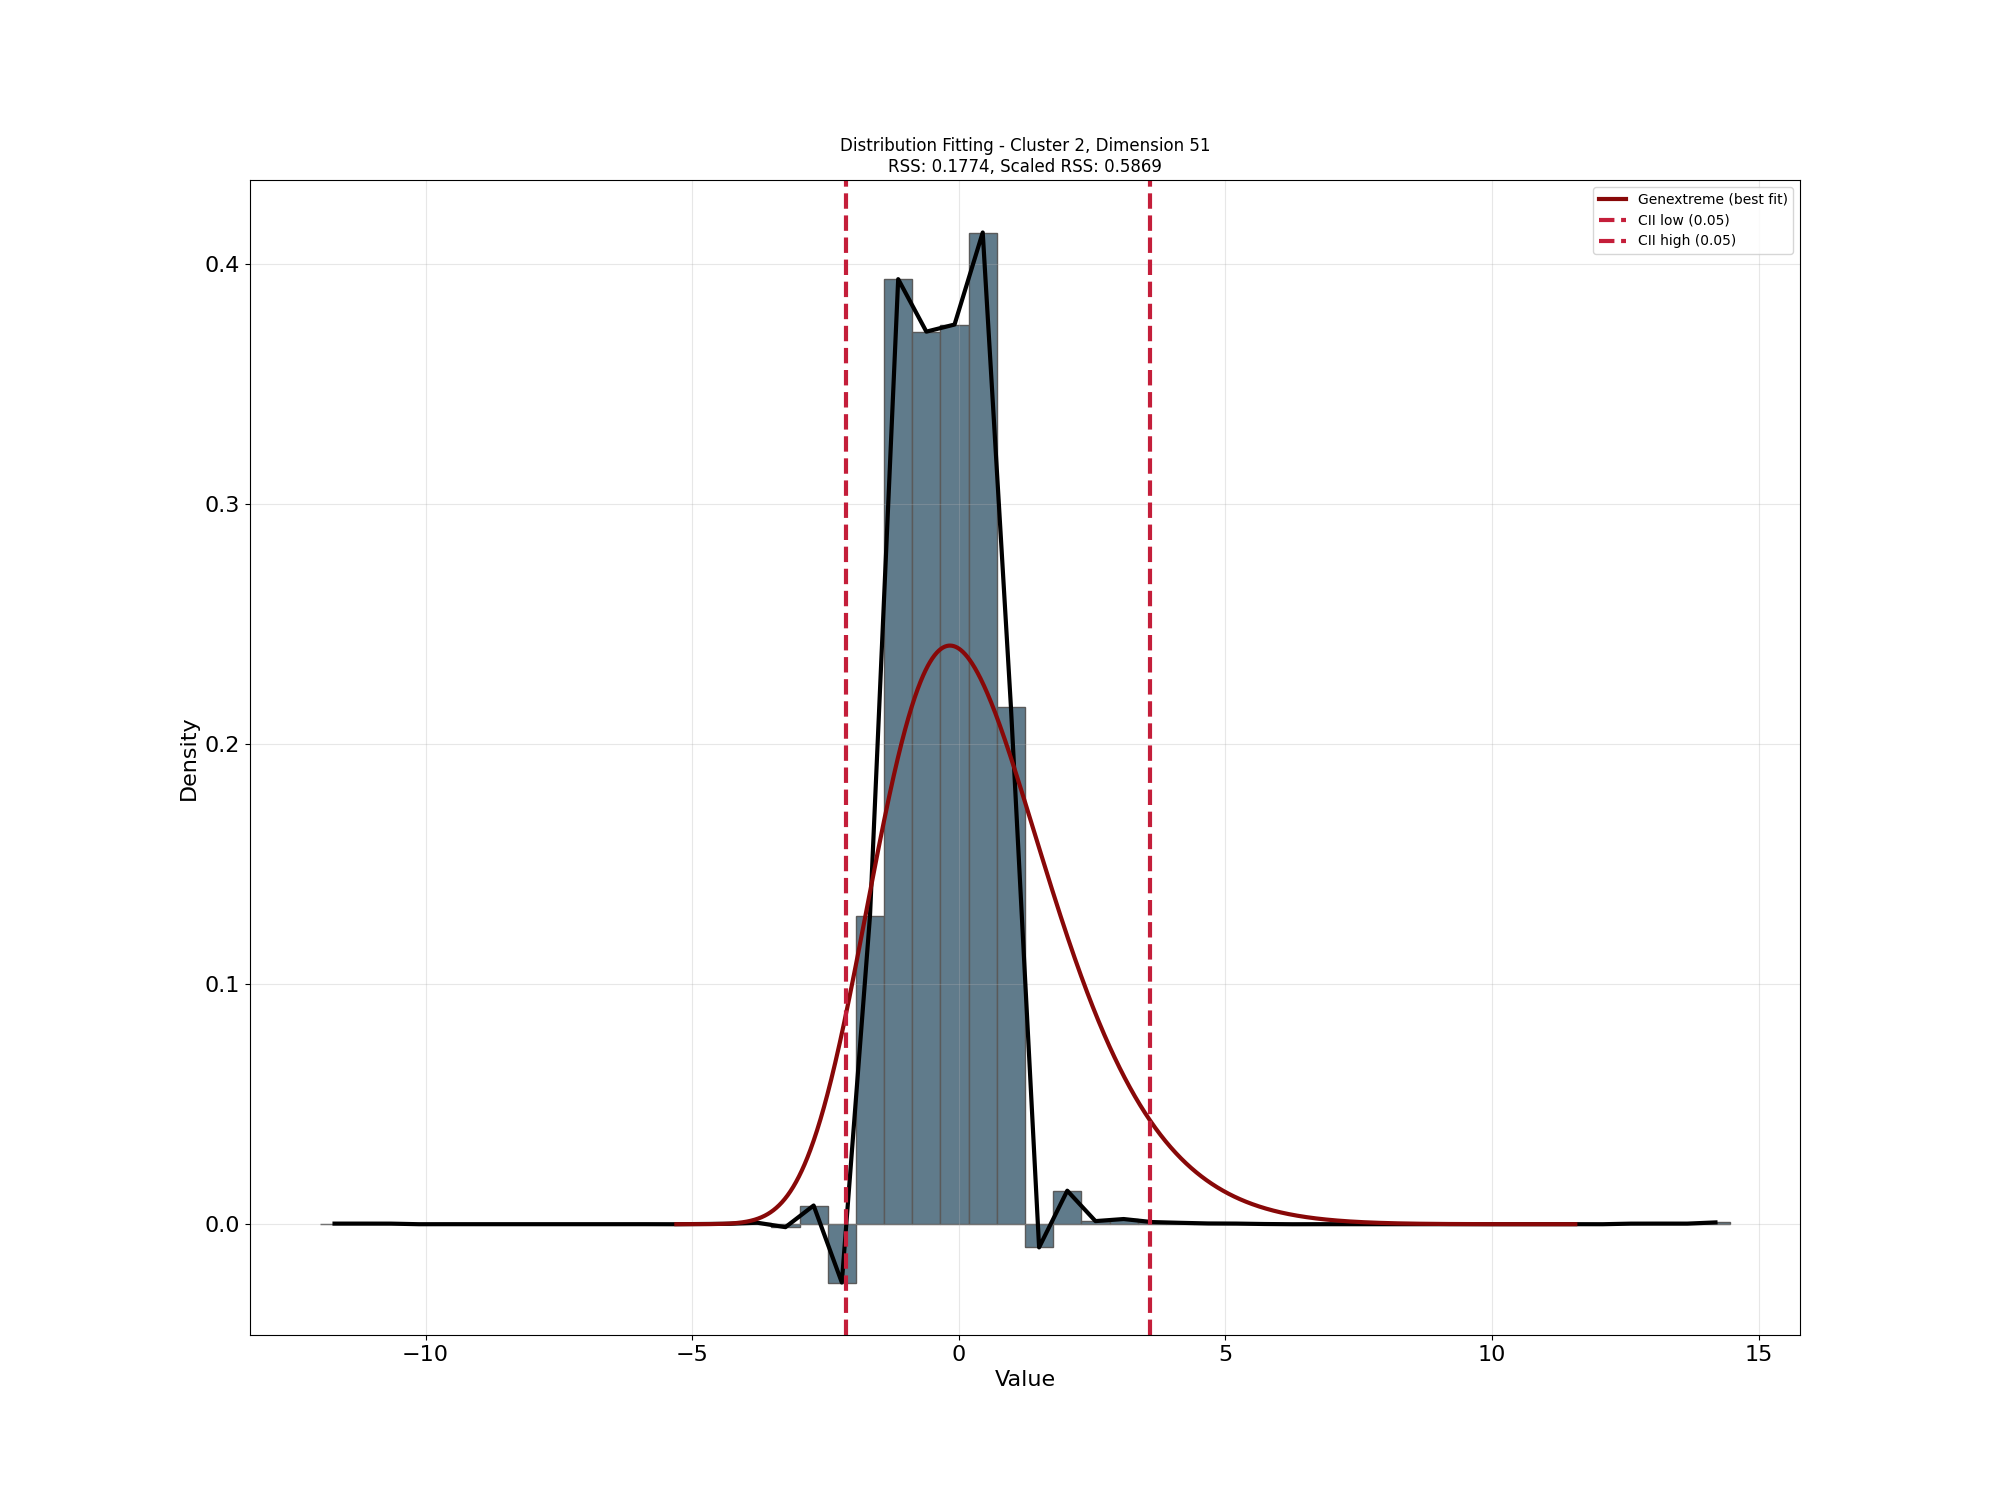 Distribution Fitting - Cluster 2, Dimension 51
RSS: 0.1774, Scaled RSS: 0.5869
Genextreme (best fit)
CII low (0.05)
CII high (0.05)
0.4
0.3
0.2
0.1
0.0
Density
−10
−5
0
5
10
15
Value